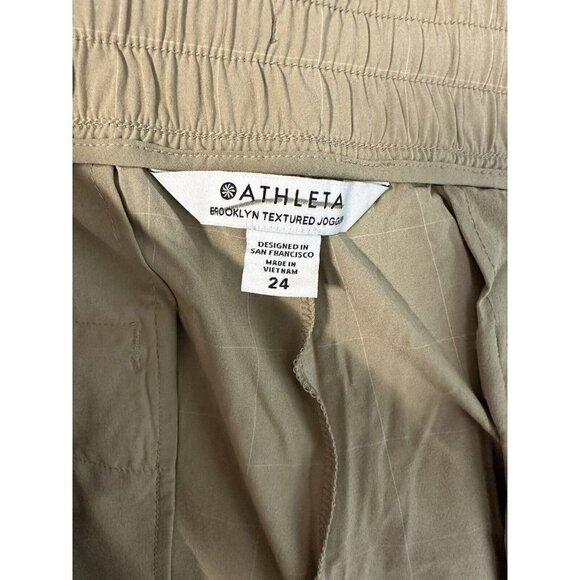 ATHLETA
BROOKLYN TEXTURED
DESIGNED IN
SAN FRANCISCO
MADE IN
VIETNAM
24